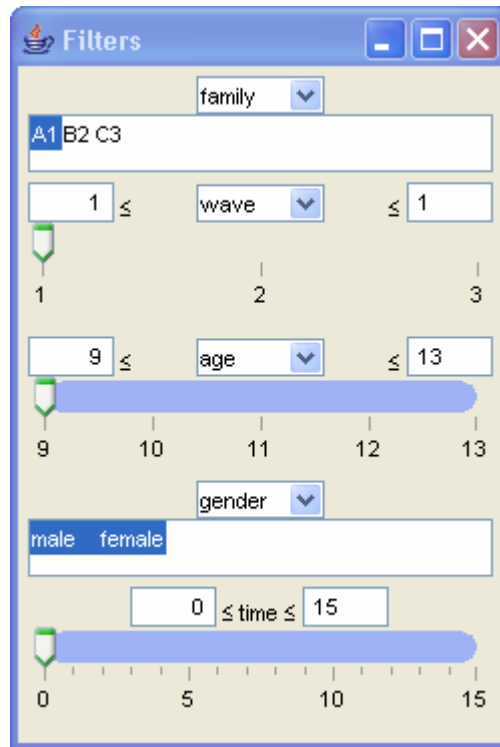 Filters
family
A1 B2 C3
1 ≤ wave ≤ 1
1 2 3
9 ≤ age ≤ 13
9 10 11 12 13
gender
male female
0 ≤ time ≤ 15
0 5 10 15